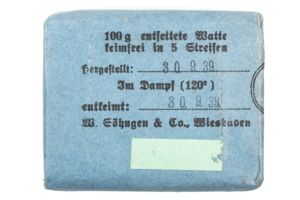 100 g entfettete Watte
keimfrei in 5 Streifen
Hergestellt: 30.9.39
Im Dampf (120°)
entkeimt: 30.9.39
W. Söhngen & Co., Wiesbaden